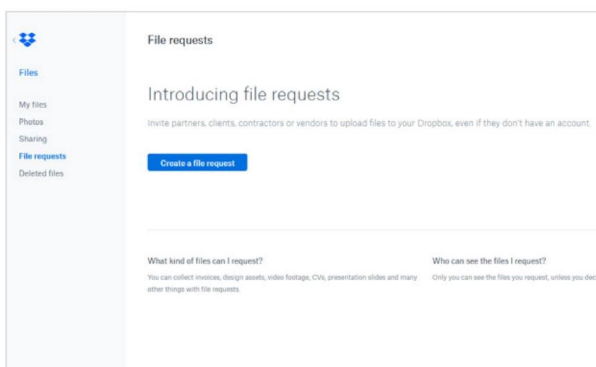 File requests
Files
My files
Photos
Sharing
File requests
Deleted files
Introducing file requests
Invite partners, clients, contractors or vendors to upload files to your Dropbox, even if they don't have an account.
Create a file request
What kind of files can I request?
You can collect invoices, design assets, video footage, CVs, presentation slides and many
other things with file requests.
Who can see the files I request?
Only you can see the files you request, unless you dec